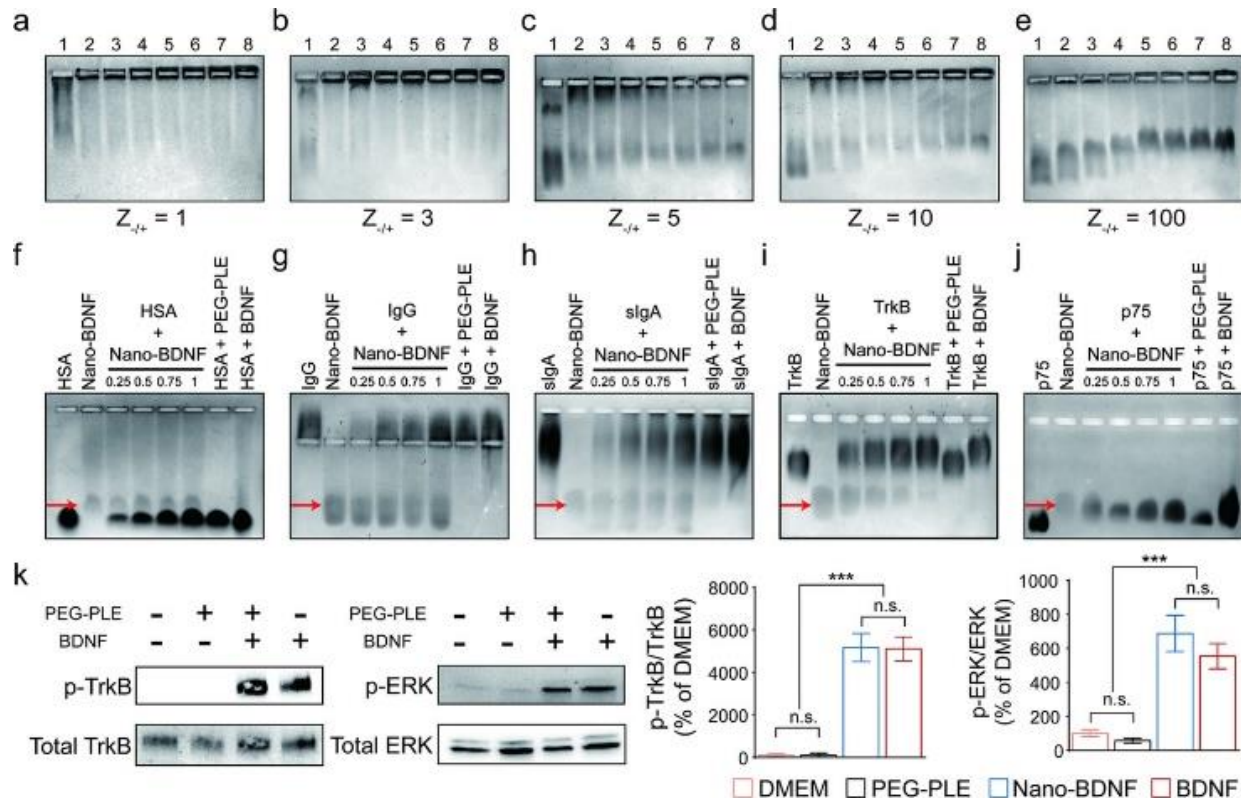 a b c d e
1 2 3 4 5 6 7 8 1 2 3 4 5 6 7 8 1 2 3 4 5 6 7 8 1 2 3 4 5 6 7 8 1 2 3 4 5 6 7 8
Z-/+ = 1 Z-/+ = 3 Z-/+ = 5 Z-/+ = 10 Z-/+ = 100
f
HSA
Nano-BDNF
HSA
+
Nano-BDNF
0.25 0.5 0.75 1
HSA + PEG-PLE
HSA + BDNF
g
IgG
Nano-BDNF
IgG
+
Nano-BDNF
0.25 0.5 0.75 1
IgG + PEG-PLE
IgG + BDNF
h
sIgA
Nano-BDNF
sIgA
+
Nano-BDNF
0.25 0.5 0.75 1
sIgA + PEG-PLE
sIgA + BDNF
i
TrkB
Nano-BDNF
TrkB
+
Nano-BDNF
0.25 0.5 0.75 1
TrkB + PEG-PLE
TrkB + BDNF
j
p75
Nano-BDNF
p75
+
Nano-BDNF
0.25 0.5 0.75 1
p75 + PEG-PLE
p75 + BDNF
k
PEG-PLE - + + -
BDNF - - + +
p-TrkB
Total TrkB
PEG-PLE - + + -
BDNF - - + +
p-ERK
Total ERK
p-TrkB/TrkB
(% of DMEM)
8000
6000
4000
2000
0
***
n.s.
n.s.
p-ERK/ERK
(% of DMEM)
1000
800
600
400
200
0
***
n.s.
n.s.
DMEM PEG-PLE Nano-BDNF BDNF